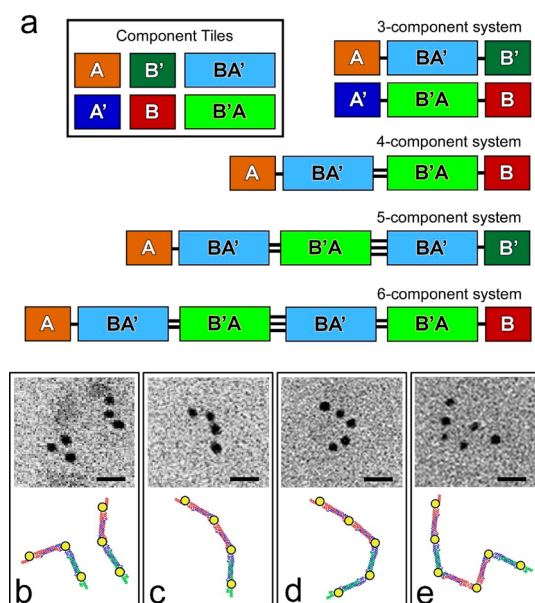 a
Component Tiles
A B' BA'
A' B B'A
3-component system
A BA' B'
A' B'A B
4-component system
A BA' B'A B
5-component system
A BA' B'A BA' B'
6-component system
A BA' B'A BA' B'A B
b c d e